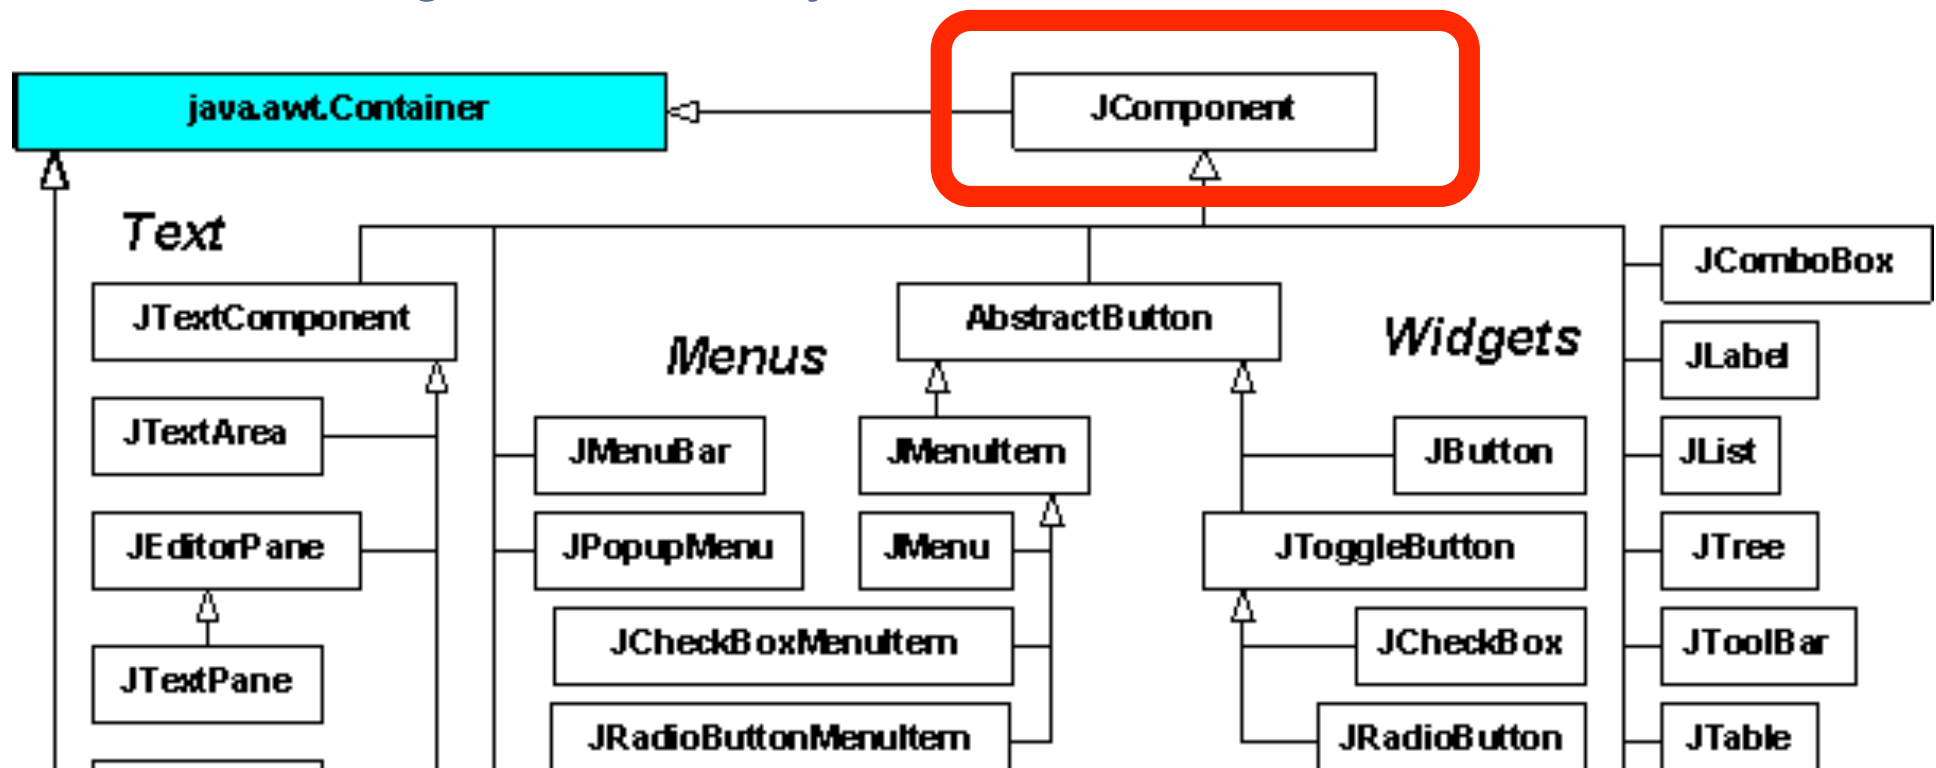 java.awt.Container
JComponent
Text
JComboBox
JTextComponent
AbstractButton
Widgets
Menus
JLabel
JTextArea
JMenuBar
JMenuItem
JButton
JList
JEditorPane
JPopupMenu
JMenu
JToggleButton
JTree
JCheckBoxMenuItem
JCheckBox
JToolBar
JTextPane
JRadioButtonMenuItem
JRadioButton
JTable